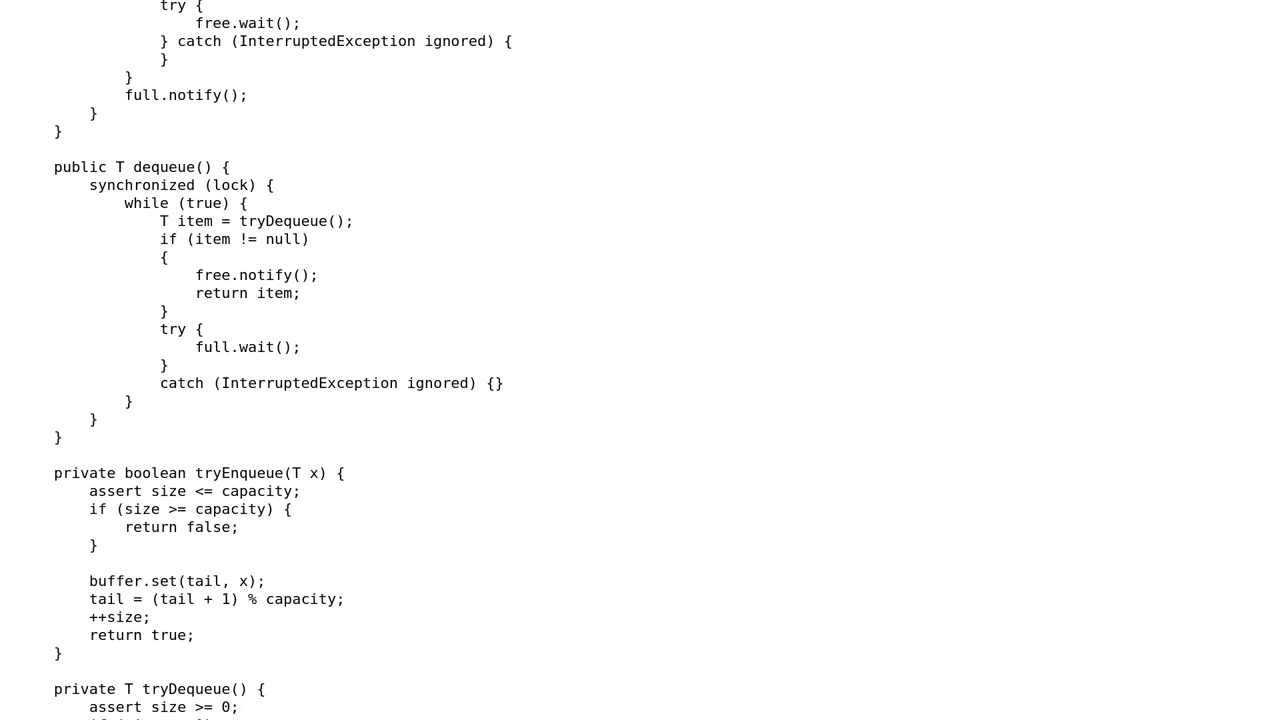 try {
free.wait();
} catch (InterruptedException ignored) {
}
}
full.notify();
}
}
public T dequeue() {
synchronized (lock) {
while (true) {
T item = tryDequeue();
if (item != null)
{
free.notify();
return item;
}
try {
full.wait();
}
catch (InterruptedException ignored) {}
}
}
}
private boolean tryEnqueue(T x) {
assert size <= capacity;
if (size >= capacity) {
return false;
}
buffer.set(tail, x);
tail = (tail + 1) % capacity;
++size;
return true;
}
private T tryDequeue() {
assert size >= 0;